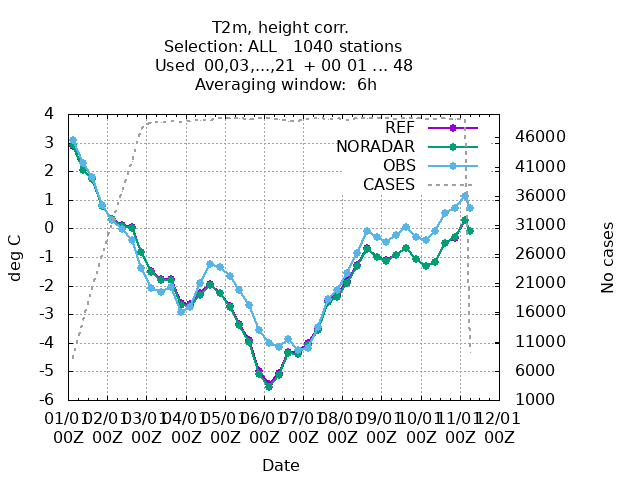 T2m, height corr.
Selection: ALL   1040 stations
Used 00,03,...,21 + 00 01 ... 48
Averaging window:  6h
REF
NORADAR
OBS
CASES
4
3
2
1
0
-1
-2
-3
-4
-5
-6
deg C
46000
41000
36000
31000
26000
21000
16000
11000
6000
1000
No cases
01/01 02/01 03/01 04/01 05/01 06/01 07/01 08/01 09/01 10/01 11/01 12/01
00Z 00Z 00Z 00Z 00Z 00Z 00Z 00Z 00Z 00Z 00Z 00Z
Date